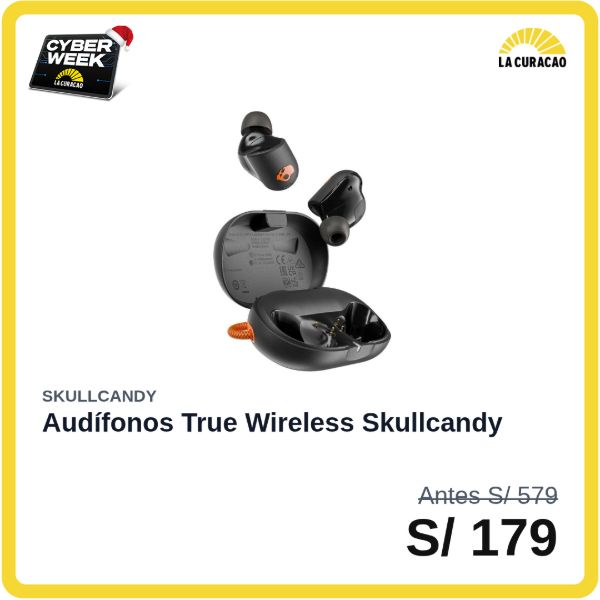 CYBER
WEEK
LA CURACAO
LA CURACAO
SKULLCANDY
Audífonos True Wireless Skullcandy
Antes S/ 579
S/ 179